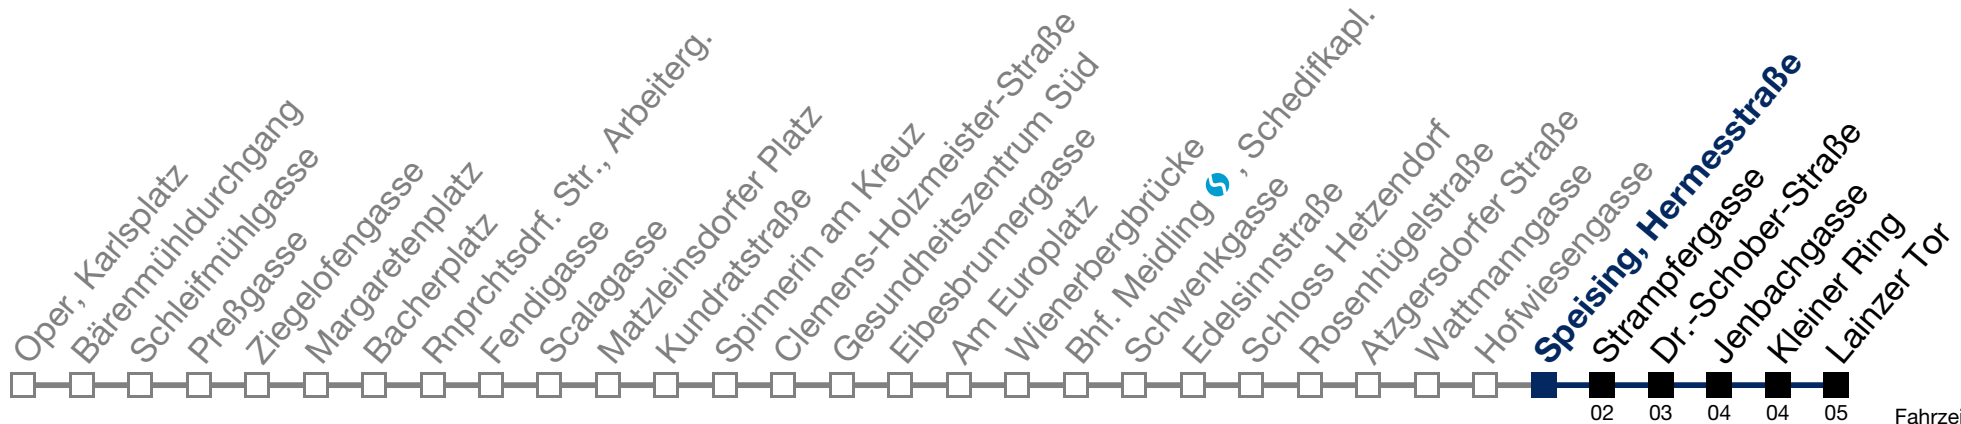 Oper, Karlsplatz
Bärenmühldurchgang
Schleifmühlgasse
Preßgasse
Ziegelofengasse
Margaretenplatz
Bacherplatz
Rnprchtsdrf. Str., Arbeiterg.
Fendigasse
Scalagasse
Matzleinsdorfer Platz
Kundratstraße
Spinnerin am Kreuz
Clemens-Holzmeister-Straße
Gesundheitszentrum Süd
Eibesbrunnergasse
Am Europlatz
Wienerbergbrücke
Bhf. Meidling , Schedifkapl.
Schwenkgasse
Edelsinnstraße
Schloss Hetzendorf
Rosenhügelstraße
Atzgersdorfer Straße
Wattmanngasse
Hofwiesengasse
Speising, Hermesstraße
Strampfergasse
Dr.-Schober-Straße
Jenbachgasse
Kleiner Ring
Lainzer Tor
02 03 04 04 05 Fahrzei